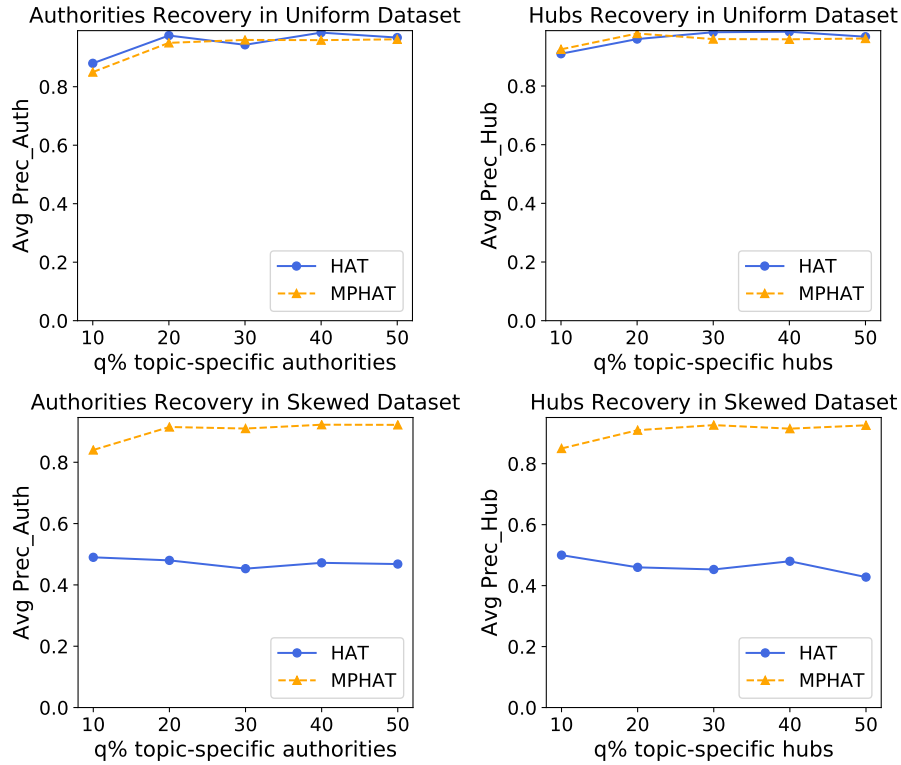 Authorities Recovery in Uniform Dataset
Avg Prec_Auth
0.8
0.6
0.4
0.2
0.0
10 20 30 40 50
q% topic-specific authorities
HAT
MPHAT
Hubs Recovery in Uniform Dataset
Avg Prec_Hub
0.8
0.6
0.4
0.2
0.0
10 20 30 40 50
q% topic-specific hubs
HAT
MPHAT
Authorities Recovery in Skewed Dataset
Avg Prec_Auth
0.8
0.6
0.4
0.2
0.0
10 20 30 40 50
q% topic-specific authorities
HAT
MPHAT
Hubs Recovery in Skewed Dataset
Avg Prec_Hub
0.8
0.6
0.4
0.2
0.0
10 20 30 40 50
q% topic-specific hubs
HAT
MPHAT